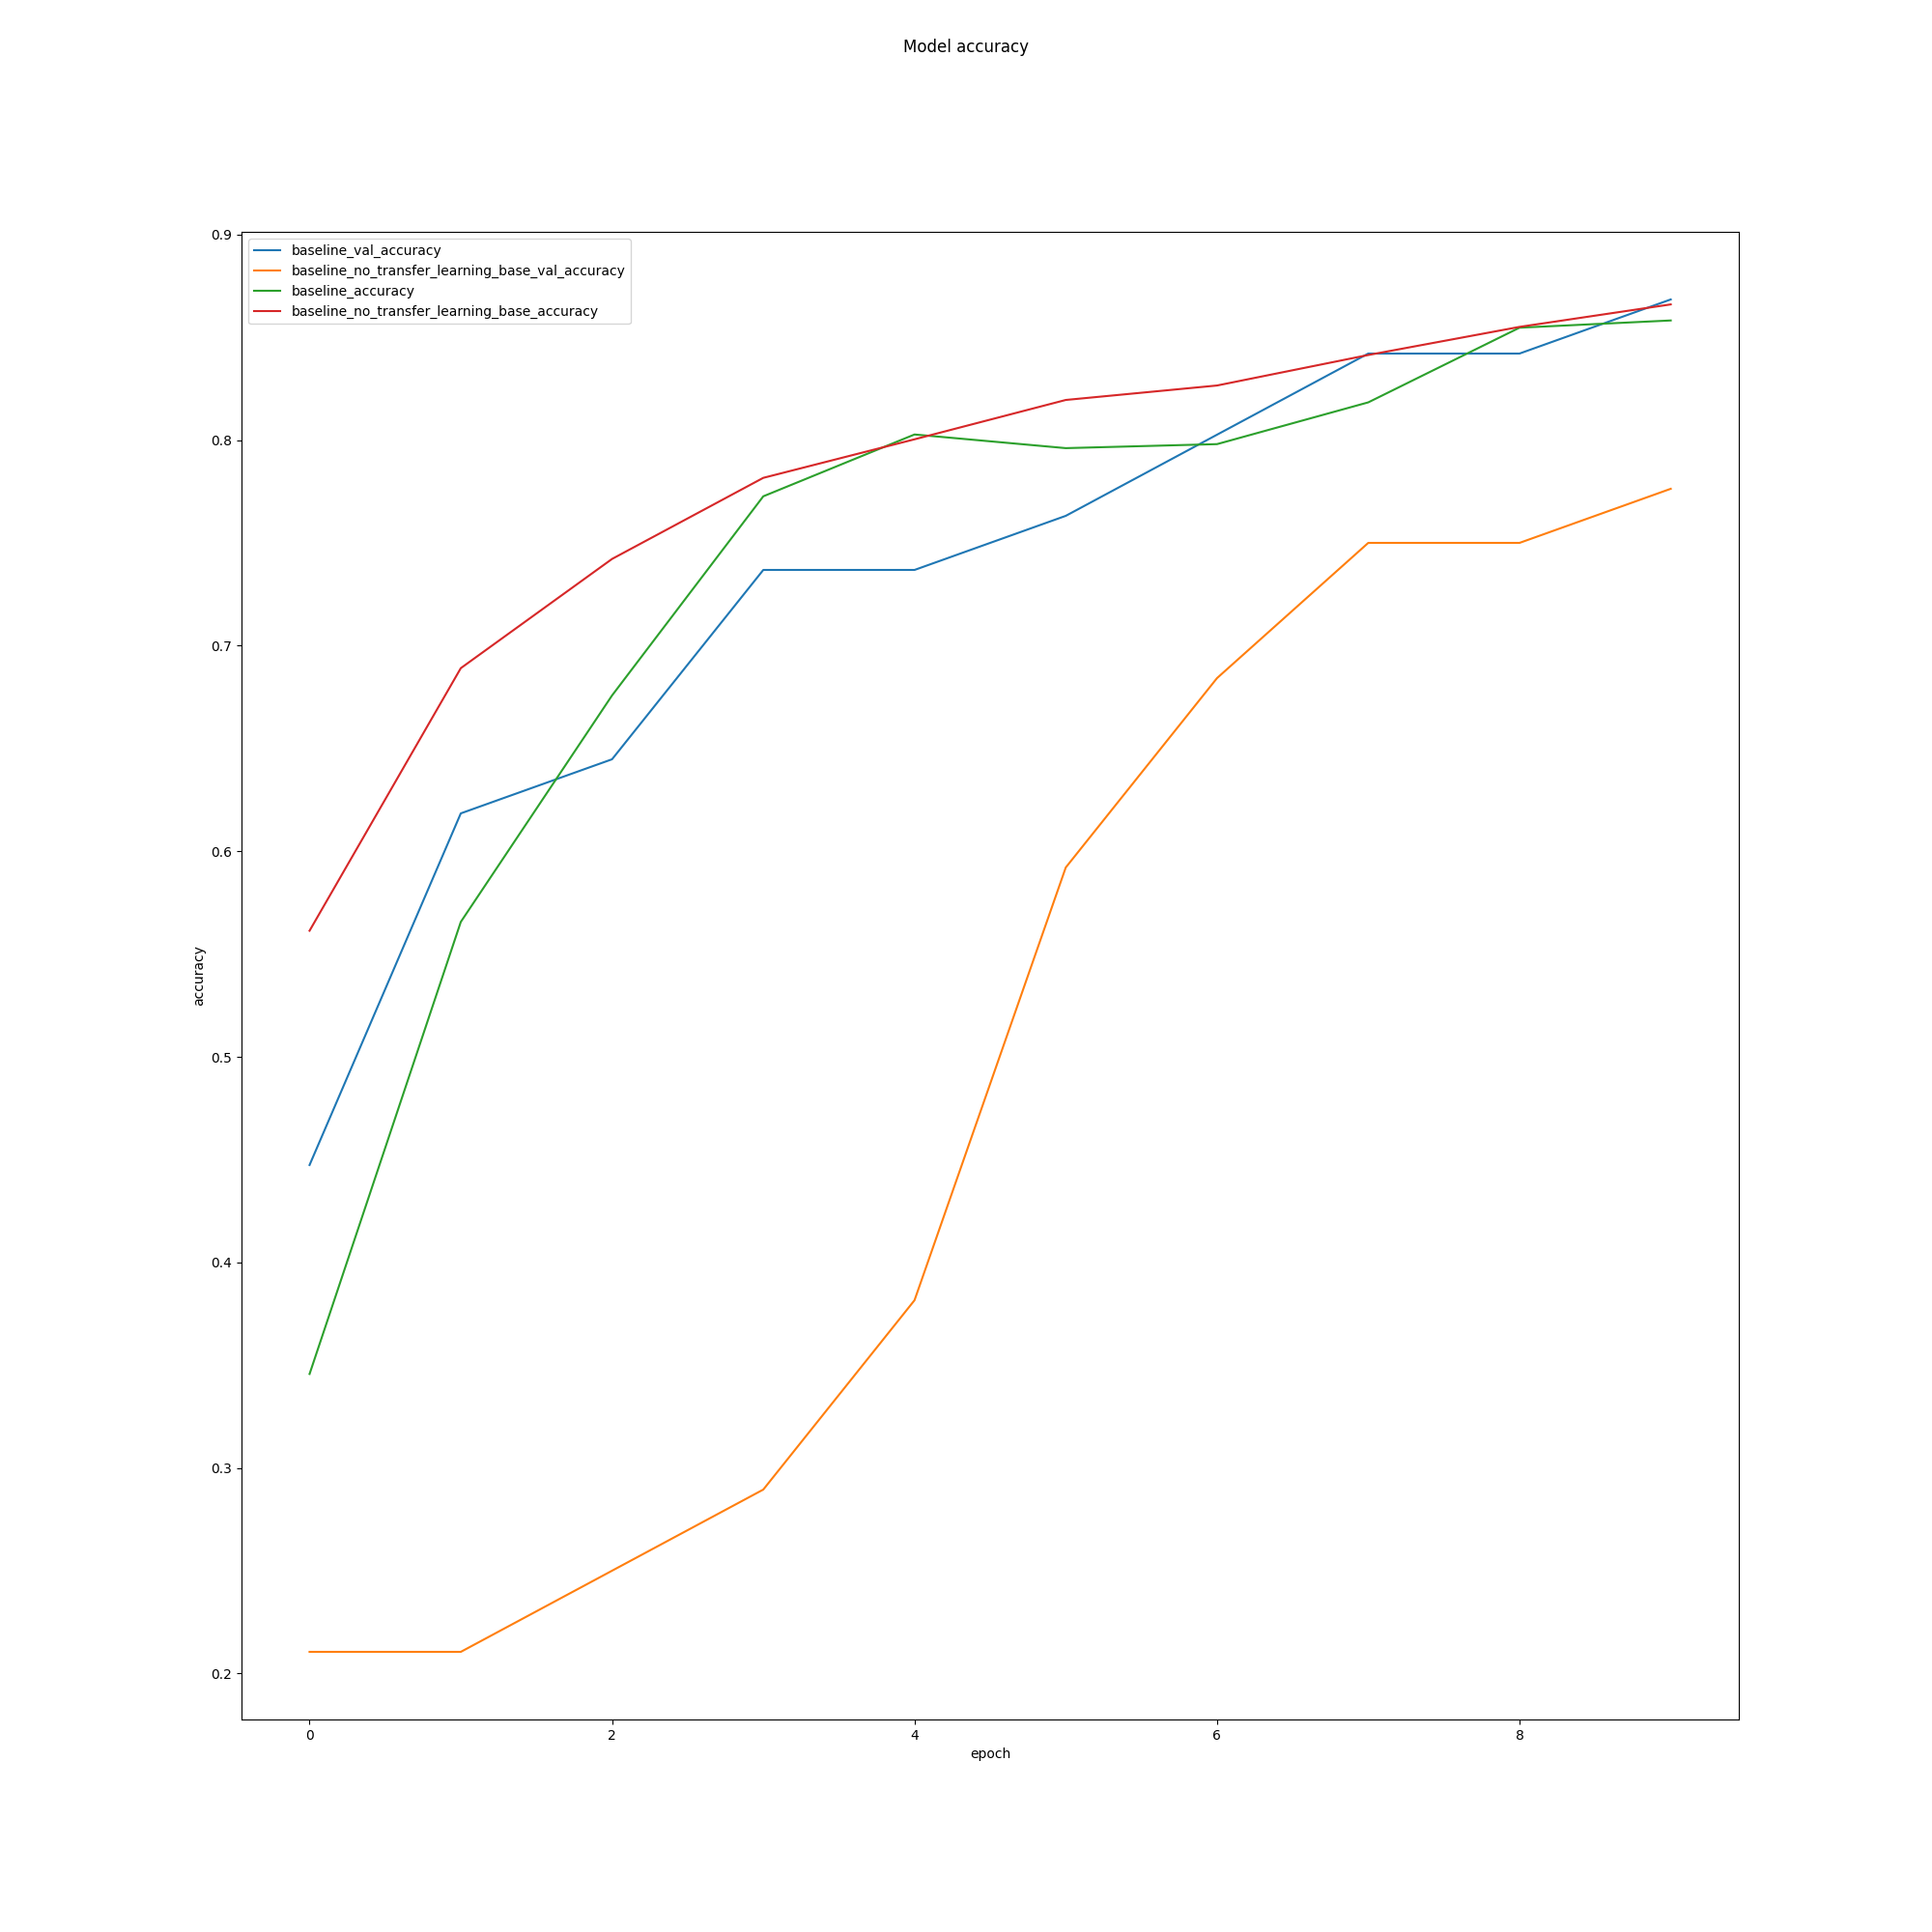 Model accuracy
0.9
0.8
0.7
0.6
0.5
0.4
0.3
0.2
accuracy
baseline_val_accuracy
baseline_no_transfer_learning_base_val_accuracy
baseline_accuracy
baseline_no_transfer_learning_base_accuracy
0 2 4 6 8
epoch